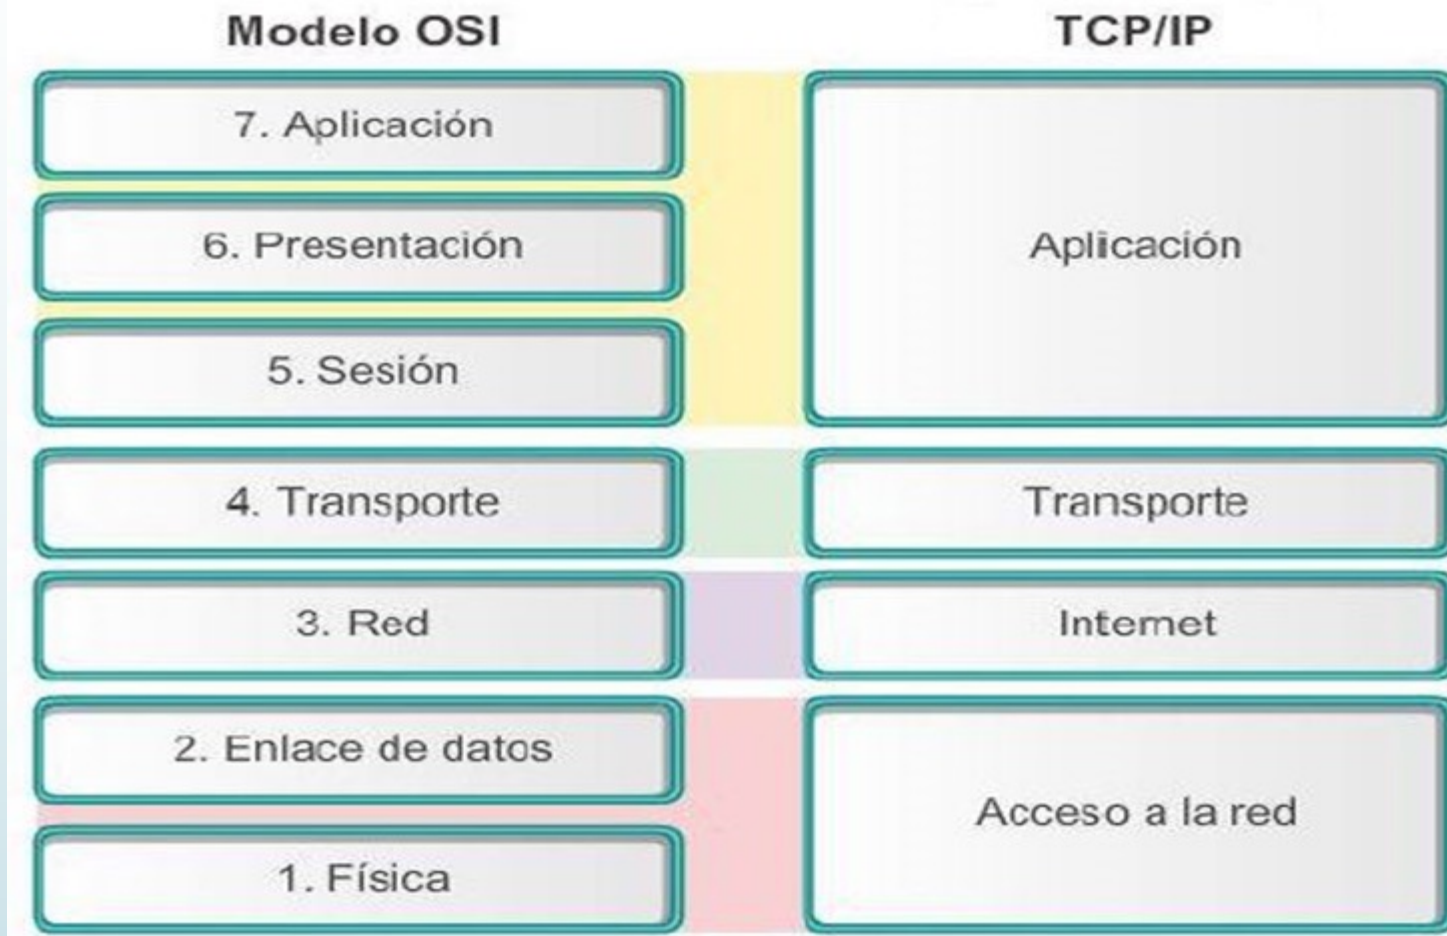 Modelo OSI
TCP/IP
7. Aplicación
6. Presentación
5. Sesión
4. Transporte
3. Red
2. Enlace de datos
1. Física
Aplicación
Transporte
Internet
Acceso a la red